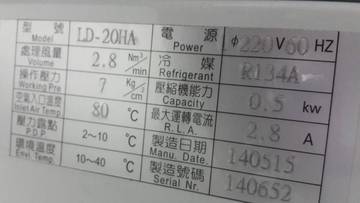 型號 Model LD-20HA 電源 Power ϕ220V60 HZ
處理風量 Volume 2.8 Nm³/min 冷媒 Refrigerant R134A
操作壓力 Working Pre 7 Kg/cm 壓縮機能力 Capacity 0.5 kw
空氣入口溫度 Inlet Air Temp 80 °C 最大運轉電流 R.L.A. 2.8 A
壓力露點 P.D.P 2~10 °C 製造日期 Manu. Date. 140515
環境溫度 Envi. Temp. 10~40 °C 製造號碼 Serial Nr. 140652